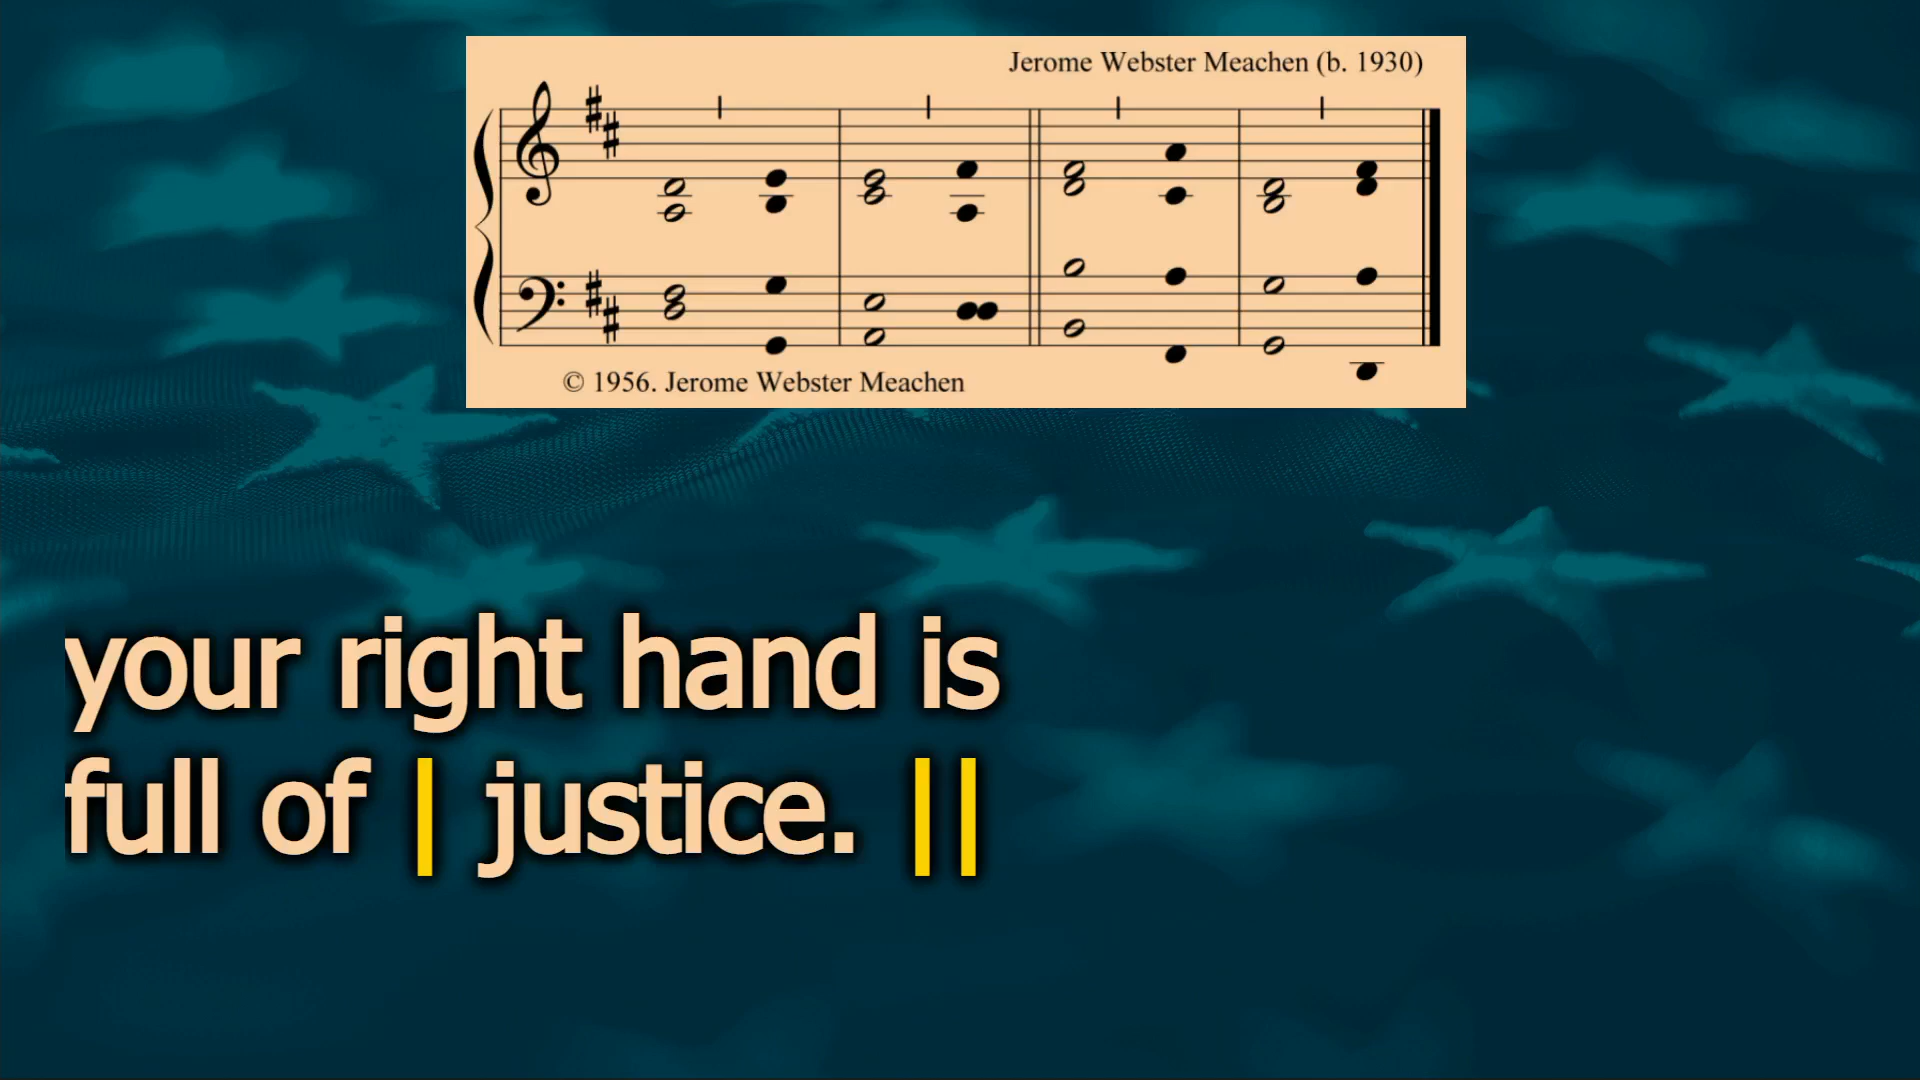 Jerome Webster Meachen (b. 1930)
© 1956. Jerome Webster Meachen
your right hand is
full of | justice. ||